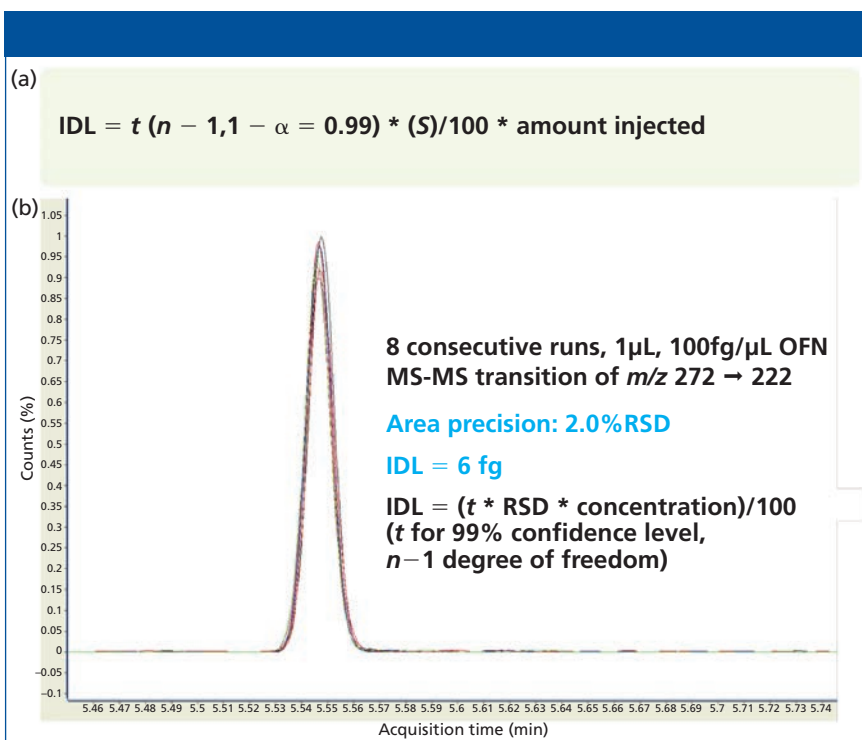 (a)
IDL = t (n − 1,1 − α = 0.99) * (S)/100 * amount injected
(b)
1.05
1
0.95
0.9
0.85
0.8
0.75
0.7
0.65
0.6
0.55
0.5
0.45
0.4
0.35
0.3
0.25
0.2
0.15
0.1
0.05
0
−0.05
−0.1
Counts (%)
8 consecutive runs, 1µL, 100fg/µL OFN
MS-MS transition of m/z 272 → 222
Area precision: 2.0%RSD
IDL = 6 fg
IDL = (t * RSD * concentration)/100
(t for 99% confidence level,
n−1 degree of freedom)
5.46 5.47 5.48 5.49 5.5 5.51 5.52 5.53 5.54 5.55 5.56 5.57 5.58 5.59 5.6 5.61 5.62 5.63 5.64 5.65 5.66 5.67 5.68 5.69 5.7 5.71 5.72 5.73 5.74
Acquisition time (min)